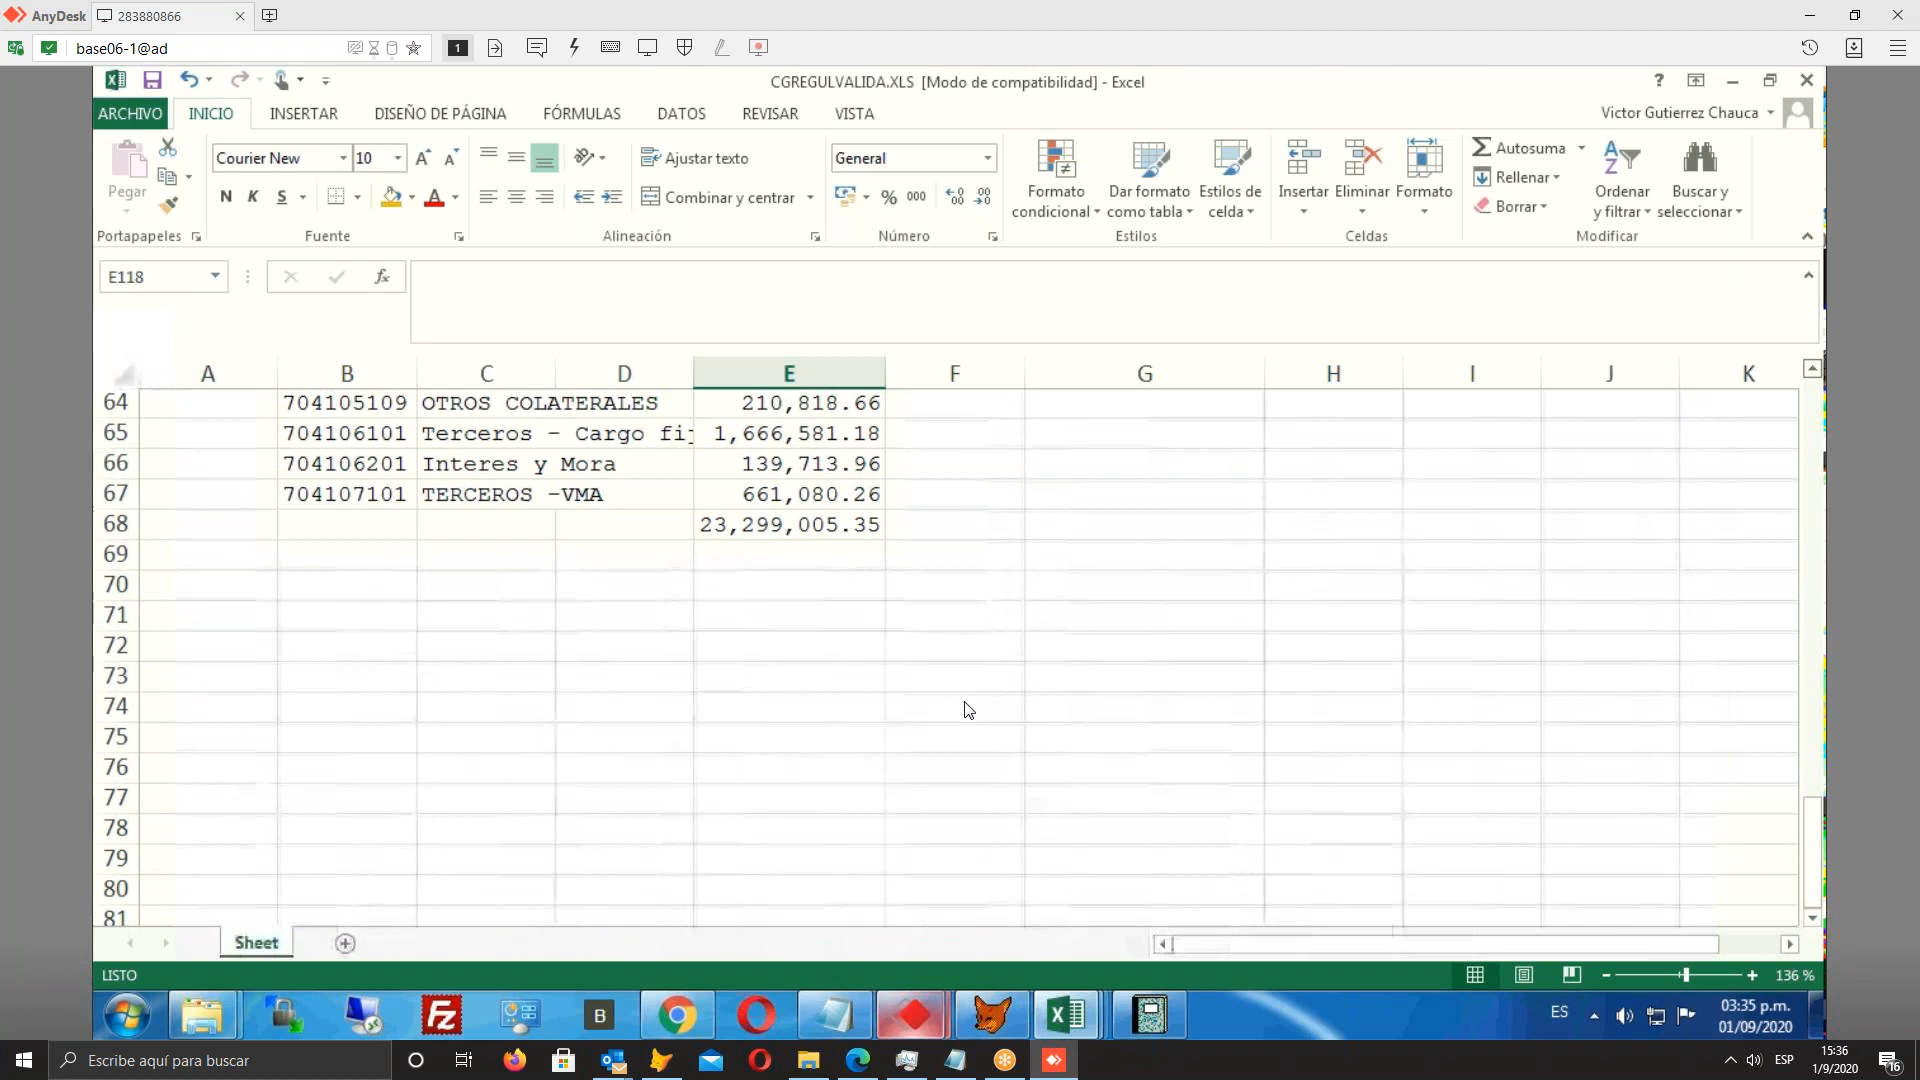 AnyDesk 283880866
base06-1@ad 1
CGREGULVALIDA.XLS [Modo de compatibilidad] - Excel ?
ARCHIVO INICIO INSERTAR DISEÑO DE PÁGINA FÓRMULAS DATOS REVISAR VISTA Victor Gutierrez Chauca
Pegar
Courier New 10
N K S
Ajustar texto
Combinar y centrar
General
% 000
Formato condicional
Dar formato como tabla
Estilos de celda
Insertar Eliminar Formato
Autosuma
Rellenar
Borrar
Ordenar y filtrar
Buscar y seleccionar
Portapapeles Fuente Alineación Número Estilos Celdas Modificar
E118 fx
A B C D E F G H I J K
64 704105109 OTROS COLATERALES 210,818.66
65 704106101 Terceros - Cargo fij 1,666,581.18
66 704106201 Interes y Mora 139,713.96
67 704107101 TERCEROS -VMA 661,080.26
68 23,299,005.35
69
70
71
72
73
74
75
76
77
78
79
80
81
Sheet
LISTO 136 %
B ES 03:35 p.m.
01/09/2020
Escribe aquí para buscar ESP 15:36
1/9/2020
16